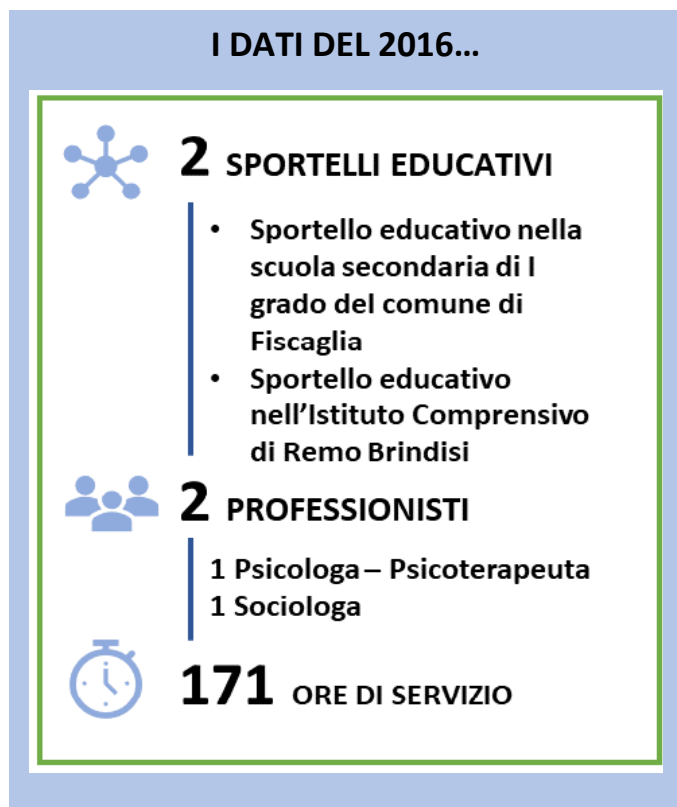 I DATI DEL 2016…
2 SPORTELLI EDUCATIVI
• Sportello educativo nella
scuola secondaria di I
grado del comune di
Fiscaglia
• Sportello educativo
nell’Istituto Comprensivo
di Remo Brindisi
2 PROFESSIONISTI
1 Psicologa – Psicoterapeuta
1 Sociologa
171 ORE DI SERVIZIO